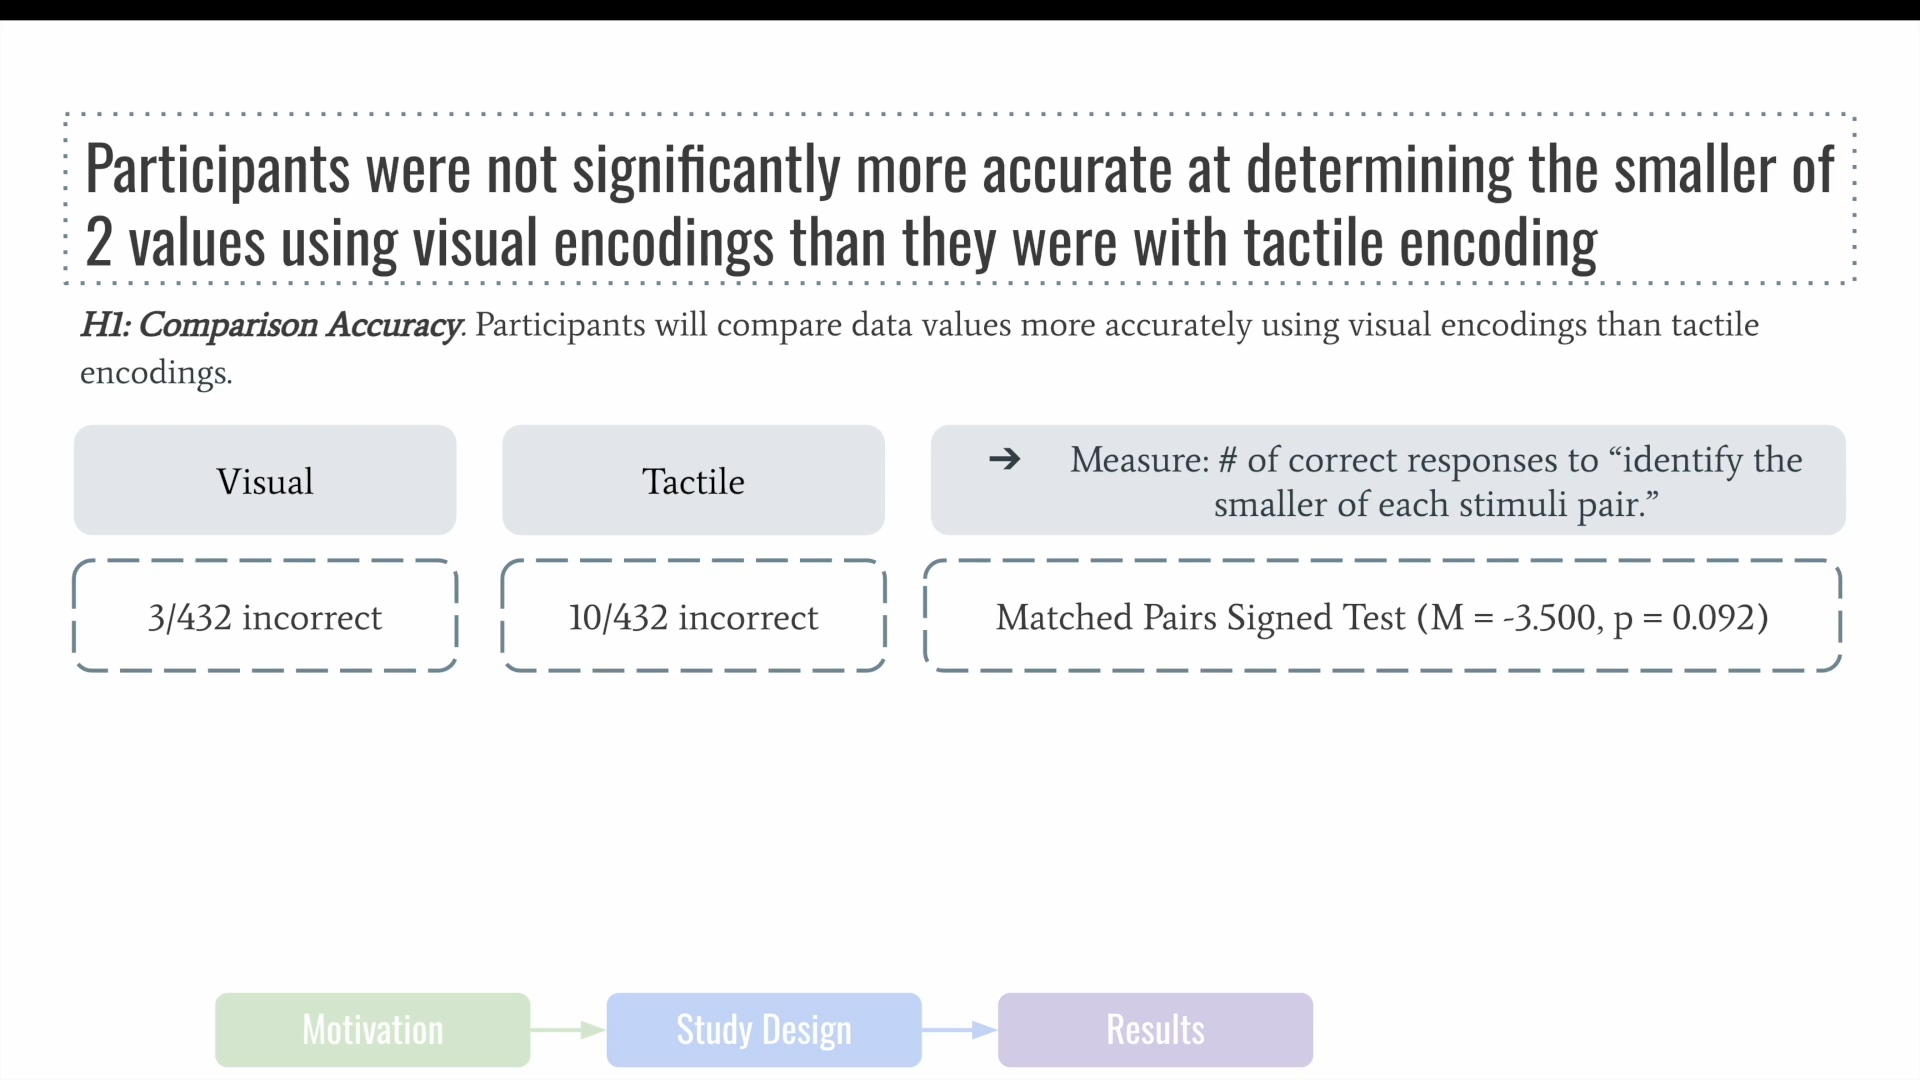 Participants were not significantly more accurate at determining the smaller of
2 values using visual encodings than they were with tactile encoding
H1: Comparison Accuracy. Participants will compare data values more accurately using visual encodings than tactile
encodings.
Visual
Tactile
➔ Measure: # of correct responses to “identify the
smaller of each stimuli pair.”
3/432 incorrect
10/432 incorrect
Matched Pairs Signed Test (M = -3.500, p = 0.092)
Motivation
Study Design
Results